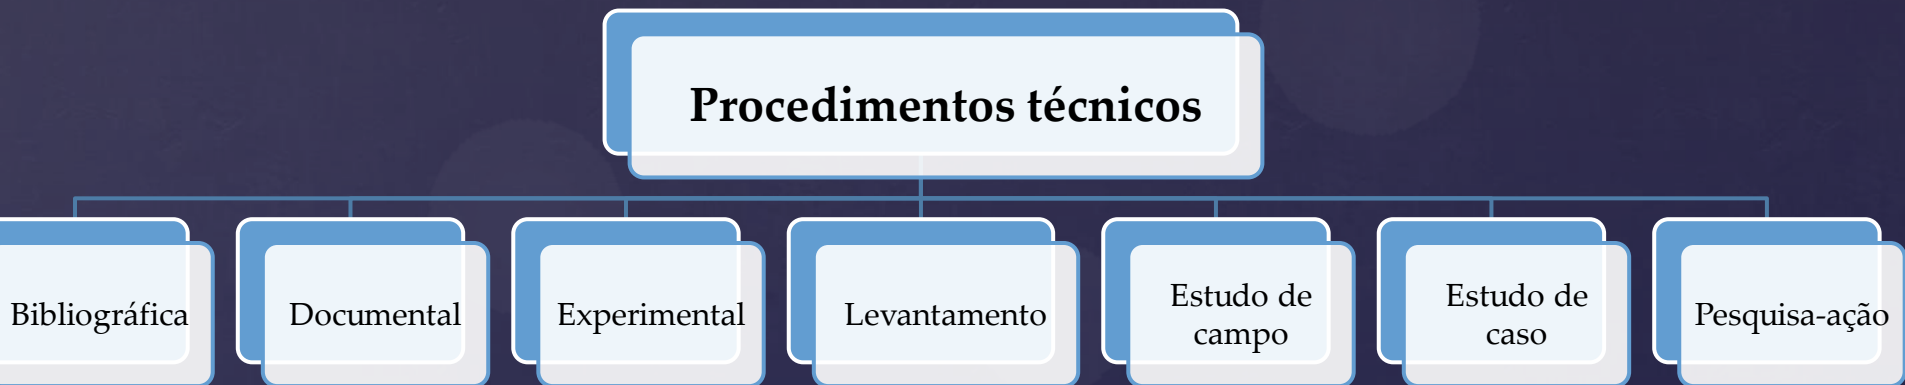 Procedimentos técnicos
Bibliográfica
Documental
Experimental
Levantamento
Estudo de
campo
Estudo de
caso
Pesquisa-ação